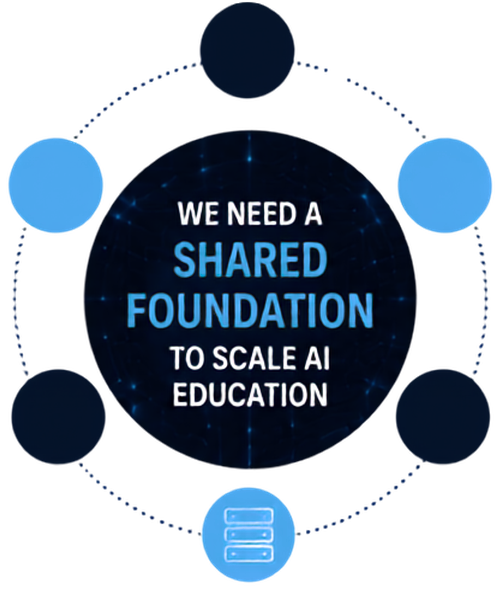 WE NEED A
SHARED
FOUNDATION
TO SCALE AI
EDUCATION